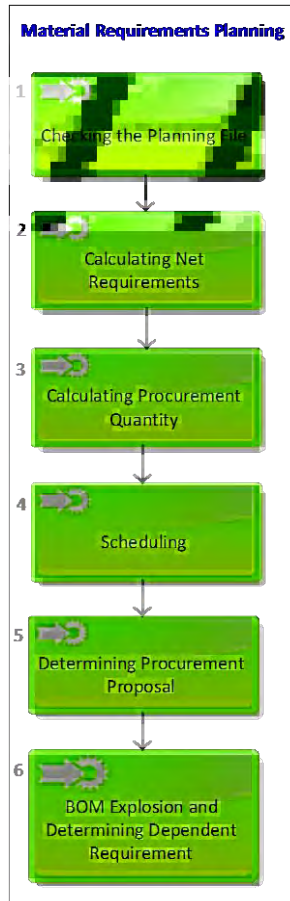 Material Requirements Planning
1
Checking the Planning File
2
Calculating Net
Requirements
3
Calculating Procurement
Quantity
4
Scheduling
5
Determining Procurement
Proposal
6
BOM Explosion and
Determining Dependent
Requirement